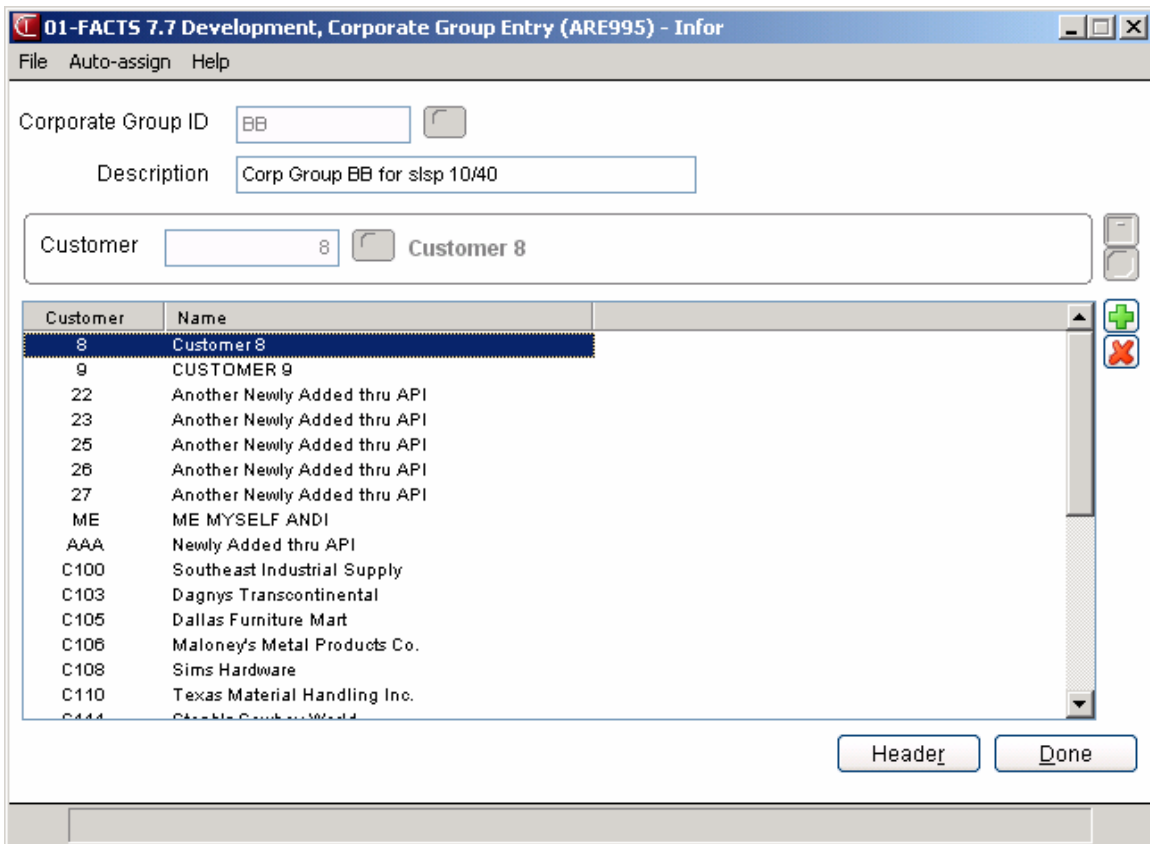 01-FACTS 7.7 Development, Corporate Group Entry (ARE995) - Infor
File Auto-assign Help
Corporate Group ID BB
Description Corp Group BB for slsp 10/40
Customer 8 Customer 8
Customer Name
8 Customer 8
9 CUSTOMER 9
22 Another Newly Added thru API
23 Another Newly Added thru API
25 Another Newly Added thru API
26 Another Newly Added thru API
27 Another Newly Added thru API
ME ME MYSELF ANDI
AAA Newly Added thru API
C100 Southeast Industrial Supply
C103 Dagnys Transcontinental
C105 Dallas Furniture Mart
C106 Maloney's Metal Products Co.
C108 Sims Hardware
C110 Texas Material Handling Inc.
Header Done